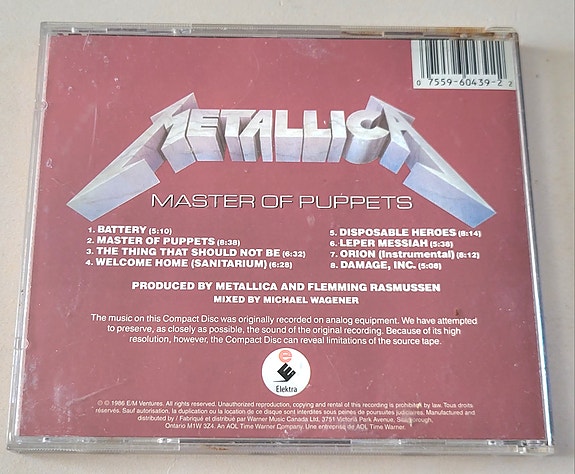 0 7559-60439-2 2
METALLICA
MASTER OF PUPPETS
1. BATTERY (5:10)
2. MASTER OF PUPPETS (8:38)
3. THE THING THAT SHOULD NOT BE (6:32)
4. WELCOME HOME (SANITARIUM) (6:28)
5. DISPOSABLE HEROES (8:14)
6. LEPER MESSIAH (5:38)
7. ORION (Instrumental) (8:12)
8. DAMAGE, INC. (5:08)
PRODUCED BY METALLICA AND FLEMMING RASMUSSEN
MIXED BY MICHAEL WAGENER
The music on this Compact Disc was originally recorded on analog equipment. We have attempted
to preserve, as closely as possible, the sound of the original recording. Because of its high
resolution, however, the Compact Disc can reveal limitations of the source tape.
e
Elektra
℗ © 1986 E/M Ventures. All rights reserved. Unauthorized reproduction, copying and rental of this recording is prohibited by law. Tous droits
réservés. Sauf autorisation, la duplication ou la location de ce disque sont interdites sous peines de poursuites judiciaires. Manufactured and
distributed by / Fabriqué et distribué par Warner Music Canada Ltd, 3751 Victoria Park Avenue, Scarborough,
Ontario M1W 3Z4. An AOL Time Warner Company. Une entreprise de AOL Time Warner.